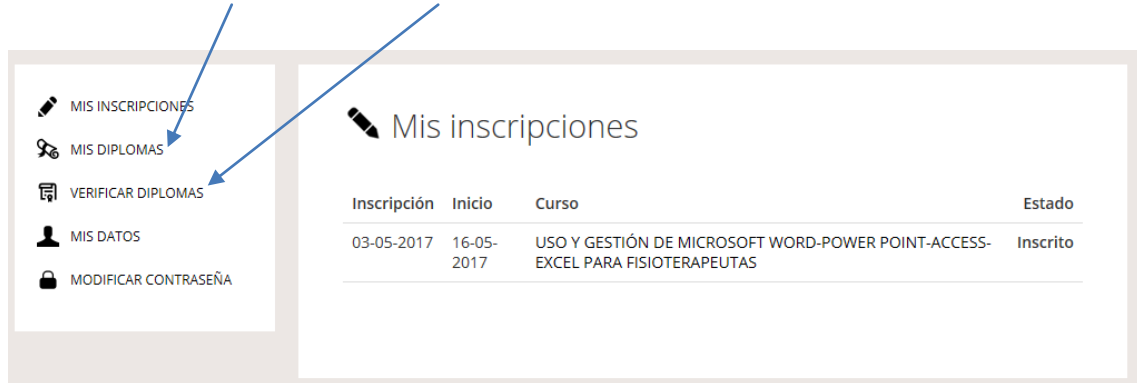 MIS INSCRIPCIONES
MIS DIPLOMAS
VERIFICAR DIPLOMAS
MIS DATOS
MODIFICAR CONTRASEÑA
Mis inscripciones
Inscripción Inicio Curso Estado
03-05-2017 16-05- USO Y GESTIÓN DE MICROSOFT WORD-POWER POINT-ACCESS- Inscrito
2017 EXCEL PARA FISIOTERAPEUTAS